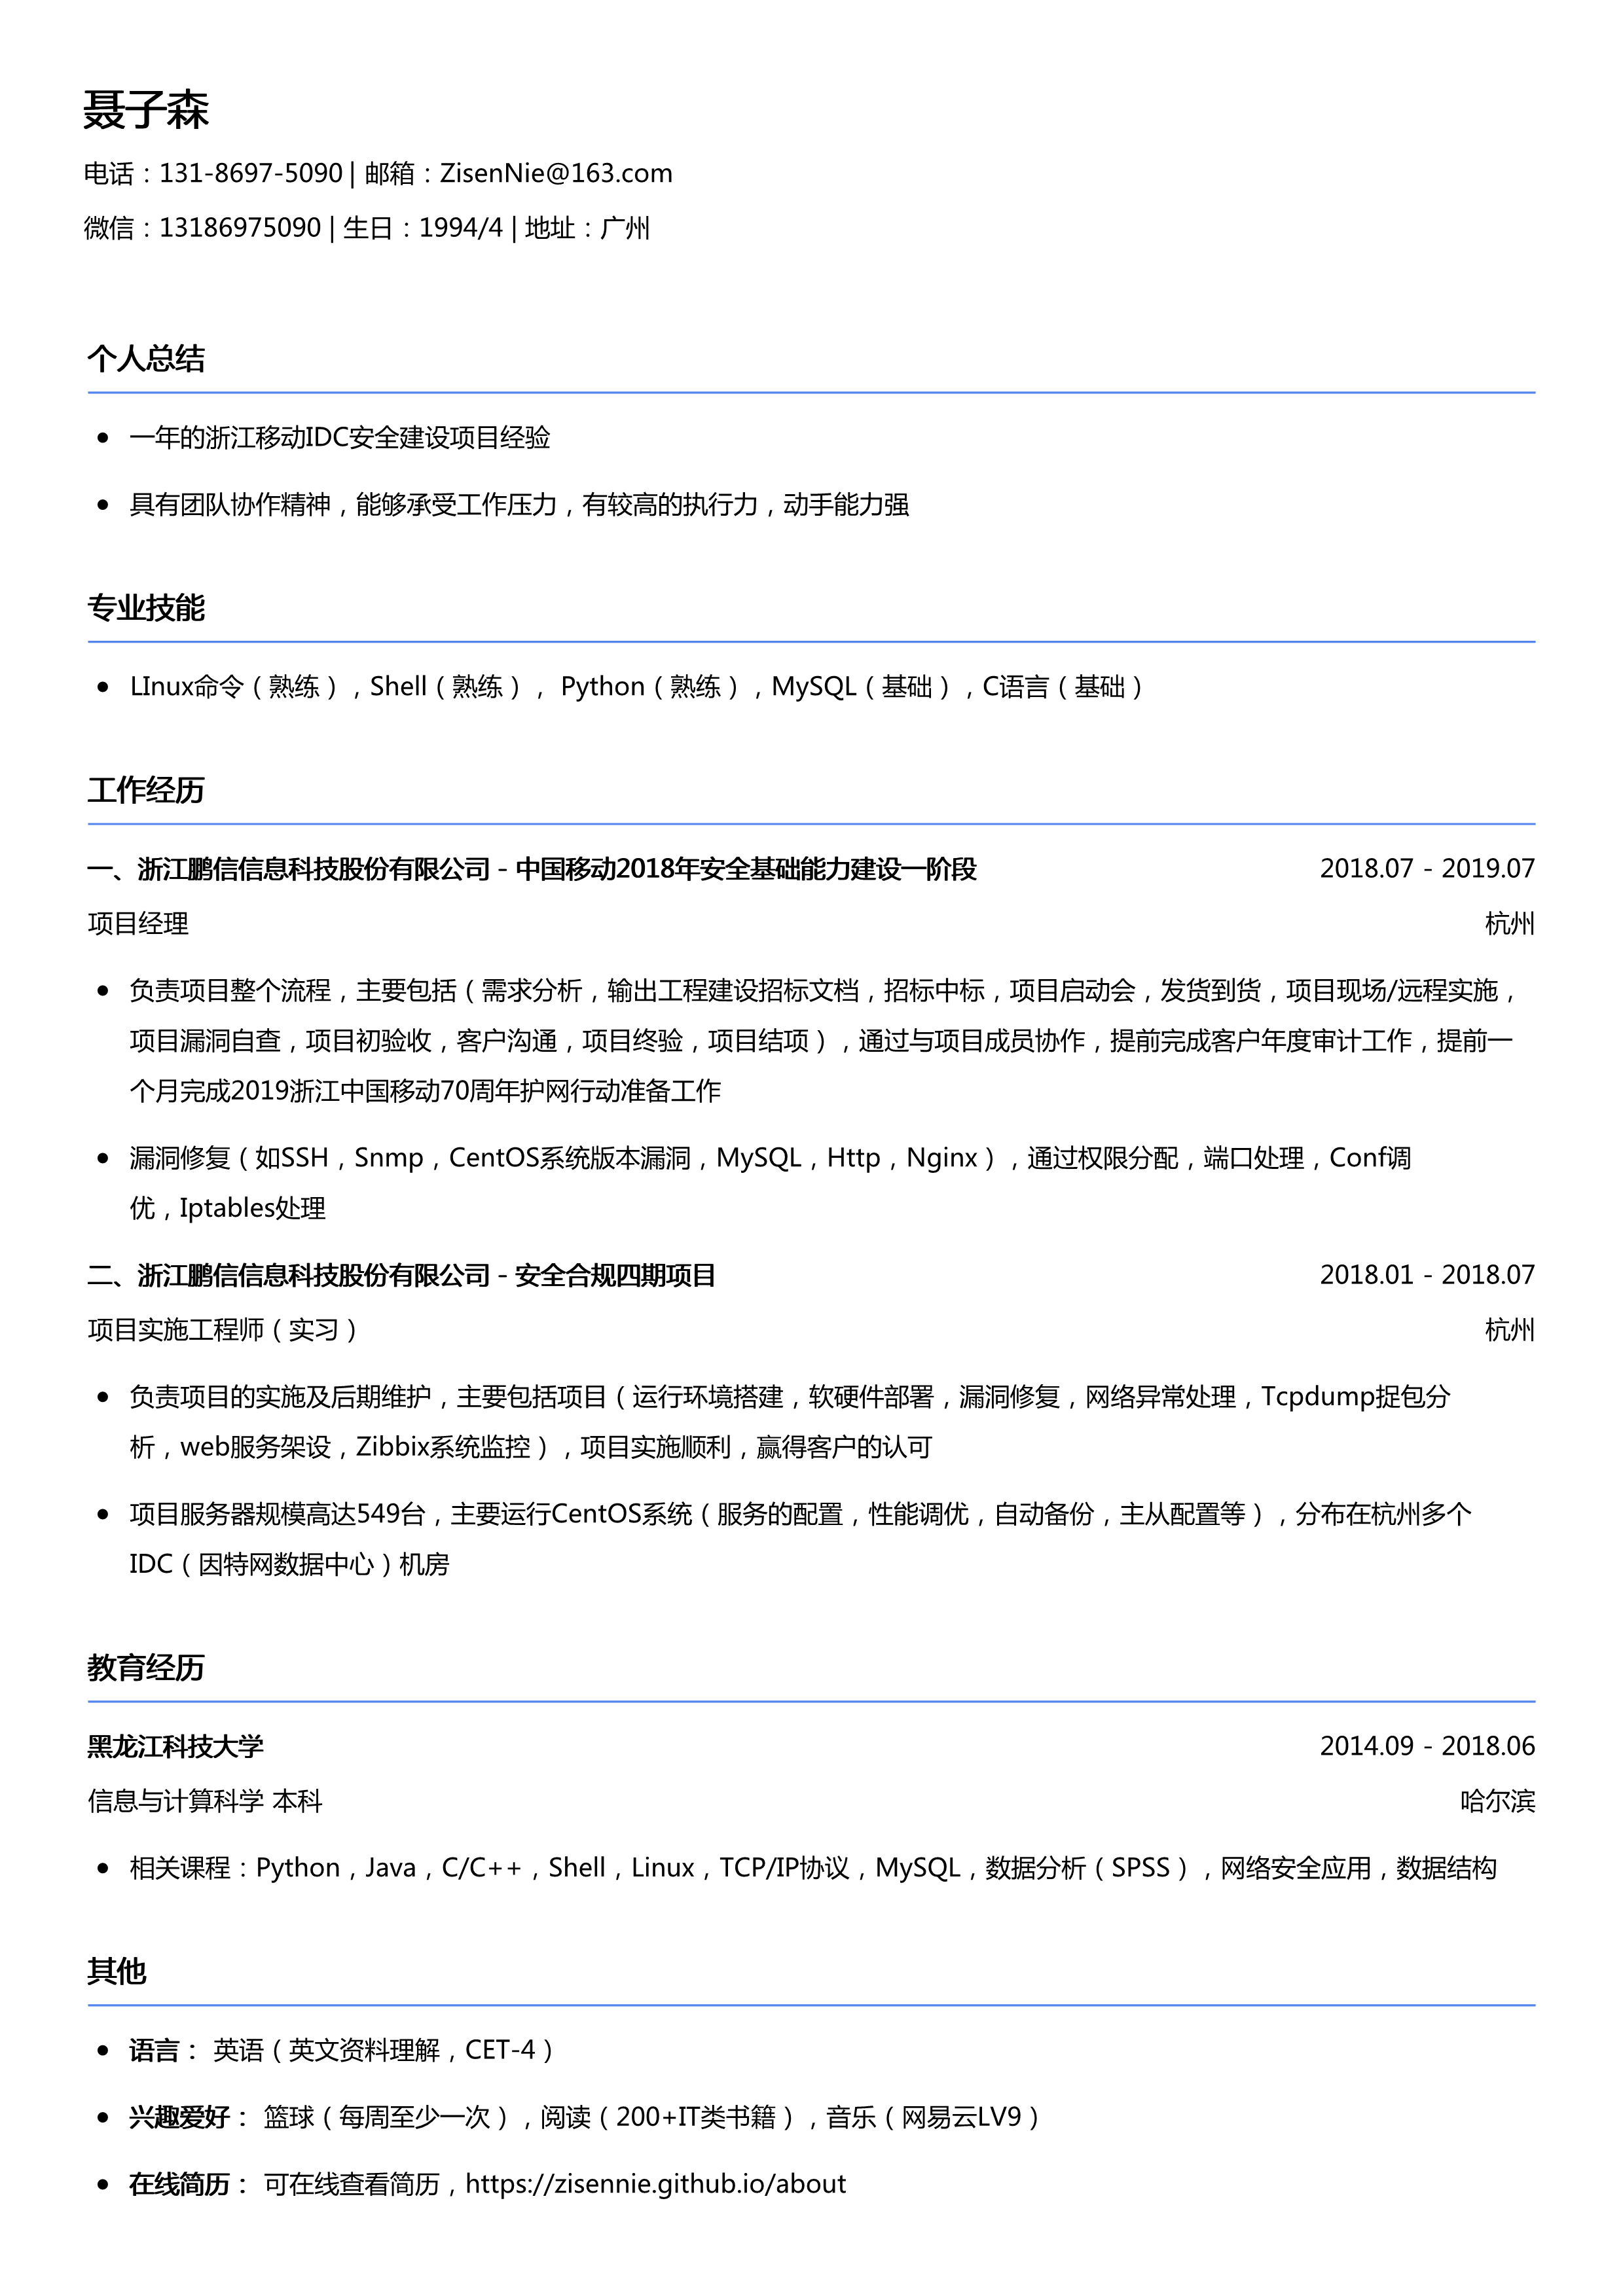 聂子森
电话：131-8697-5090 | 邮箱：ZisenNie@163.com
微信：13186975090 | 生日：1994/4 | 地址：广州
个人总结
● 一年的浙江移动IDC安全建设项目经验
● 具有团队协作精神，能够承受工作压力，有较高的执行力，动手能力强
专业技能
● LInux命令（熟练），Shell（熟练）， Python（熟练），MySQL（基础），C语言（基础）
工作经历
一、浙江鹏信信息科技股份有限公司 - 中国移动2018年安全基础能力建设一阶段 2018.07 - 2019.07
项目经理 杭州
● 负责项目整个流程，主要包括（需求分析，输出工程建设招标文档，招标中标，项目启动会，发货到货，项目现场/远程实施，
项目漏洞自查，项目初验收，客户沟通，项目终验，项目结项），通过与项目成员协作，提前完成客户年度审计工作，提前一
个月完成2019浙江中国移动70周年护网行动准备工作
● 漏洞修复（如SSH，Snmp，CentOS系统版本漏洞，MySQL，Http，Nginx），通过权限分配，端口处理，Conf调
优，Iptables处理
二、浙江鹏信信息科技股份有限公司 - 安全合规四期项目 2018.01 - 2018.07
项目实施工程师（实习） 杭州
● 负责项目的实施及后期维护，主要包括项目（运行环境搭建，软硬件部署，漏洞修复，网络异常处理，Tcpdump捉包分
析，web服务架设，Zibbix系统监控），项目实施顺利，赢得客户的认可
● 项目服务器规模高达549台，主要运行CentOS系统（服务的配置，性能调优，自动备份，主从配置等），分布在杭州多个
IDC（因特网数据中心）机房
教育经历
黑龙江科技大学 2014.09 - 2018.06
信息与计算科学 本科 哈尔滨
● 相关课程：Python，Java，C/C++，Shell，Linux，TCP/IP协议，MySQL，数据分析（SPSS），网络安全应用，数据结构
其他
● 语言： 英语（英文资料理解，CET-4）
● 兴趣爱好： 篮球（每周至少一次），阅读（200+IT类书籍），音乐（网易云LV9）
● 在线简历： 可在线查看简历，https://zisennie.github.io/about